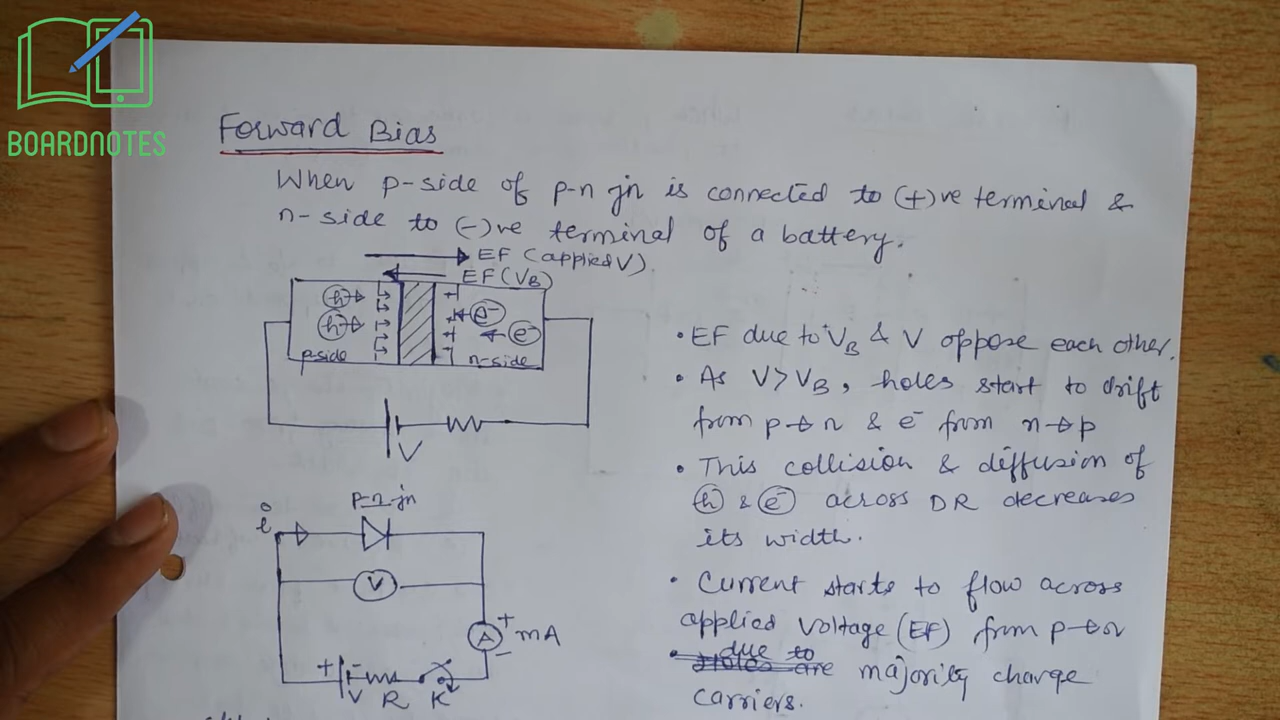 BOARDNOTES
Forward Bias
When p-side of p-n jn is connected to (+)ve terminal &
n-side to (-)ve terminal of a battery.
EF (applied V)
EF (VB)
h
h
e-
e-
p-side
n-side
V
• EF due to VB & V oppose each other.
• As V > VB, holes start to drift
from p→n & e- from n→p
• This collision & diffusion of
h & e- across DR decreases
its width.
• Current starts to flow across
applied voltage (EF), from p→n
due to
• holes are majority charge
carriers.
p-n jn
i
V
+
A mA
-
+ -
V R K